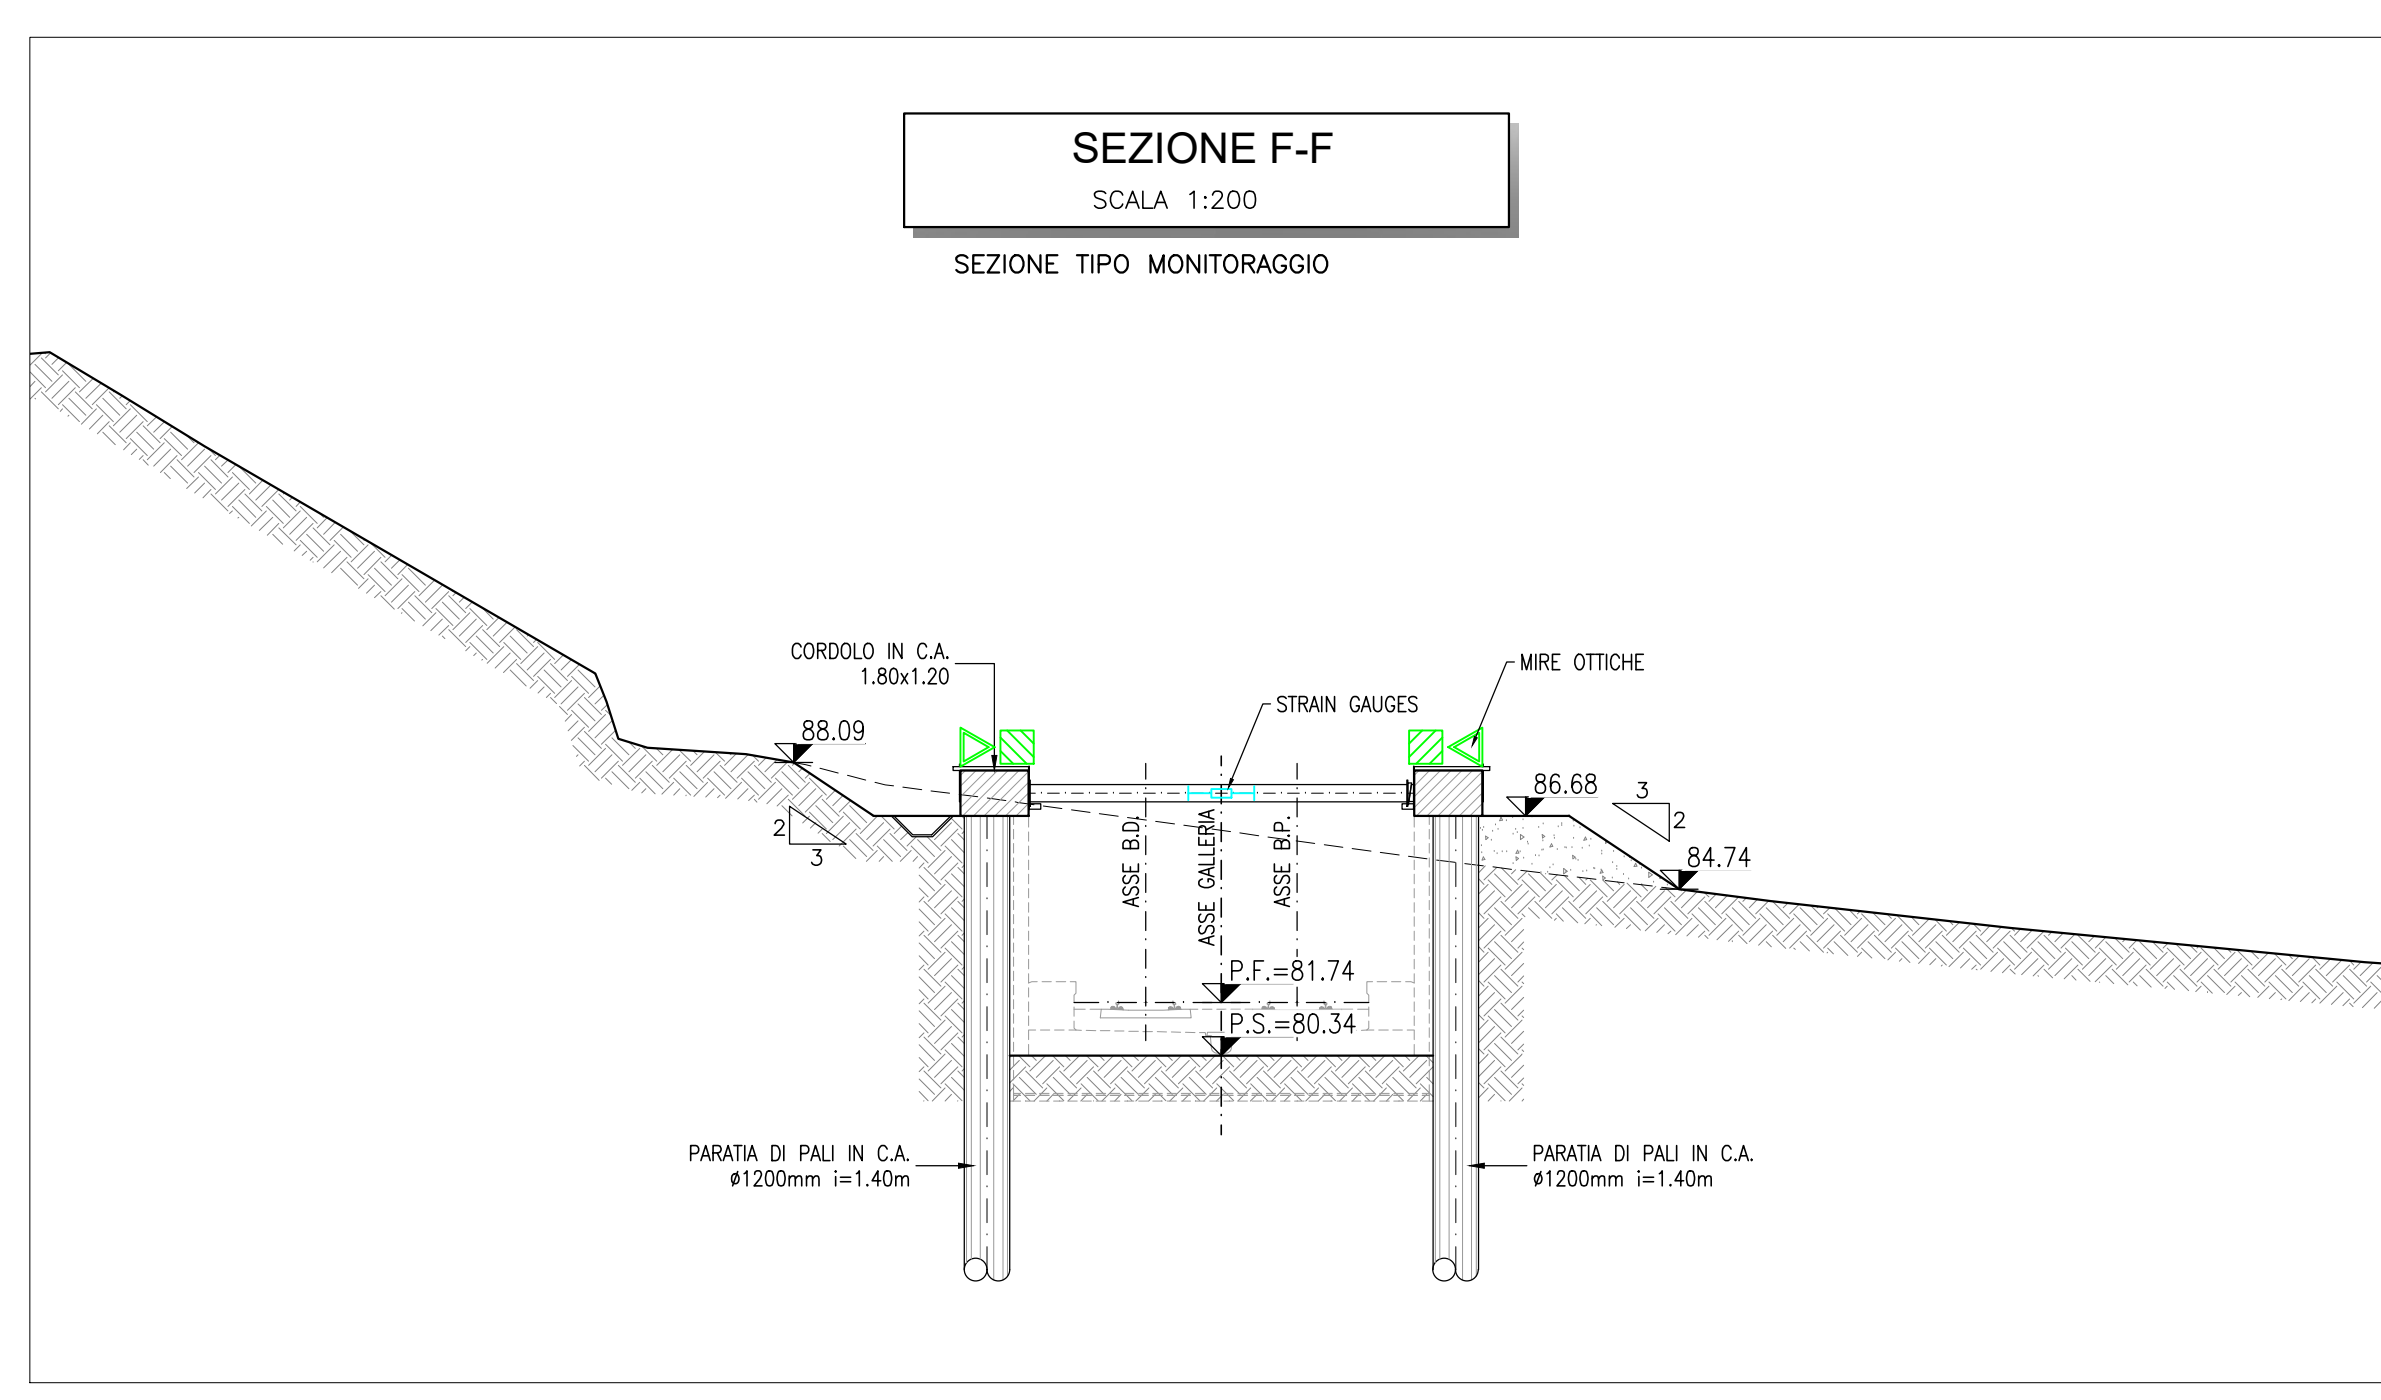 SEZIONE F-F
SCALA 1:200
SEZIONE TIPO MONITORAGGIO
CORDOLO IN C.A.
1.80x1.20
MIRE OTTICHE
STRAIN GAUGES
88.09
86.68
3
2
2
3
84.74
ASSE B.D.
ASSE GALLERIA
ASSE B.P.
P.F.=81.74
P.S.=80.34
PARATIA DI PALI IN C.A.
ø1200mm i=1.40m
PARATIA DI PALI IN C.A.
ø1200mm i=1.40m